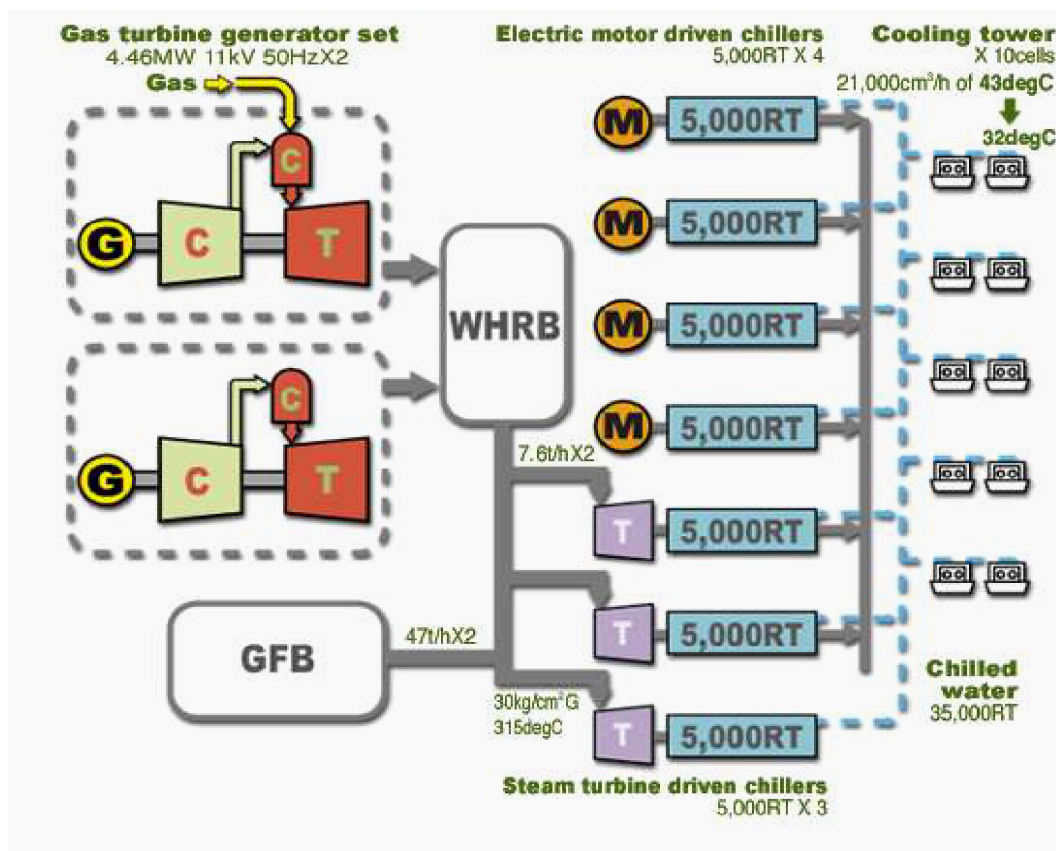 Gas turbine generator set
4.46MW 11kV 50HzX2
Gas
C
G
C
T
C
G
C
T
WHRB
GFB
47t/hX2
7.6t/hX2
30kg/cm²G
315degC
Electric motor driven chillers
5,000RT X 4
M
5,000RT
M
5,000RT
M
5,000RT
M
5,000RT
T
5,000RT
T
5,000RT
T
5,000RT
Steam turbine driven chillers
5,000RT X 3
Cooling tower
X 10cells
21,000cm³/h of 43degC
32degC
Chilled
water
35,000RT